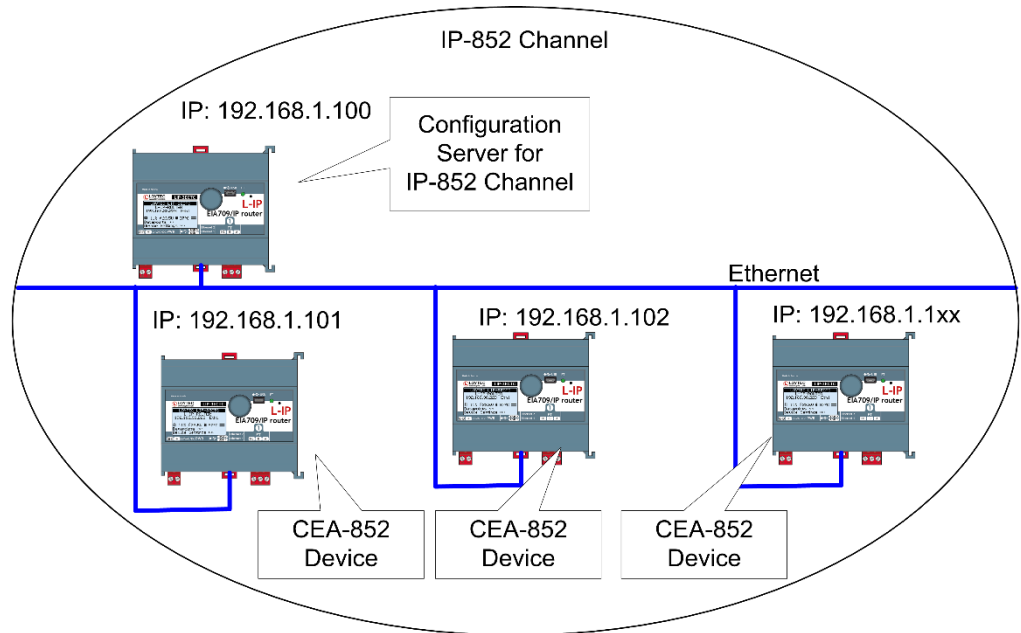 IP-852 Channel
IP: 192.168.1.100
Configuration
Server for
IP-852 Channel
L-IP
EIA709/IP router
Ethernet
IP: 192.168.1.101
IP: 192.168.1.102
IP: 192.168.1.1xx
L-IP
EIA709/IP router
L-IP
EIA709/IP router
L-IP
EIA709/IP router
CEA-852
Device
CEA-852
Device
CEA-852
Device